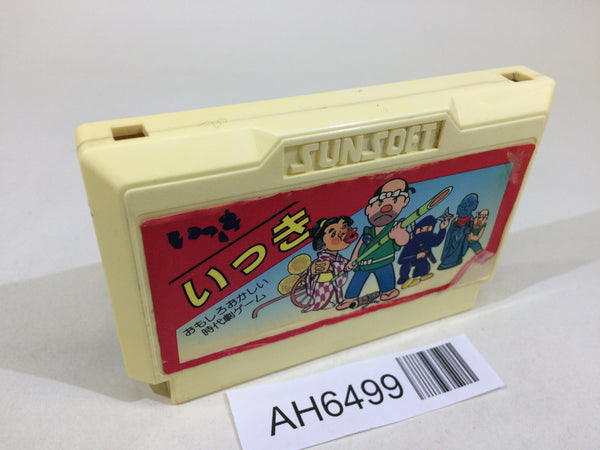 SUNSOFT
いっき
いっき
おもしろおかしい
時代劇ゲーム
AH6499